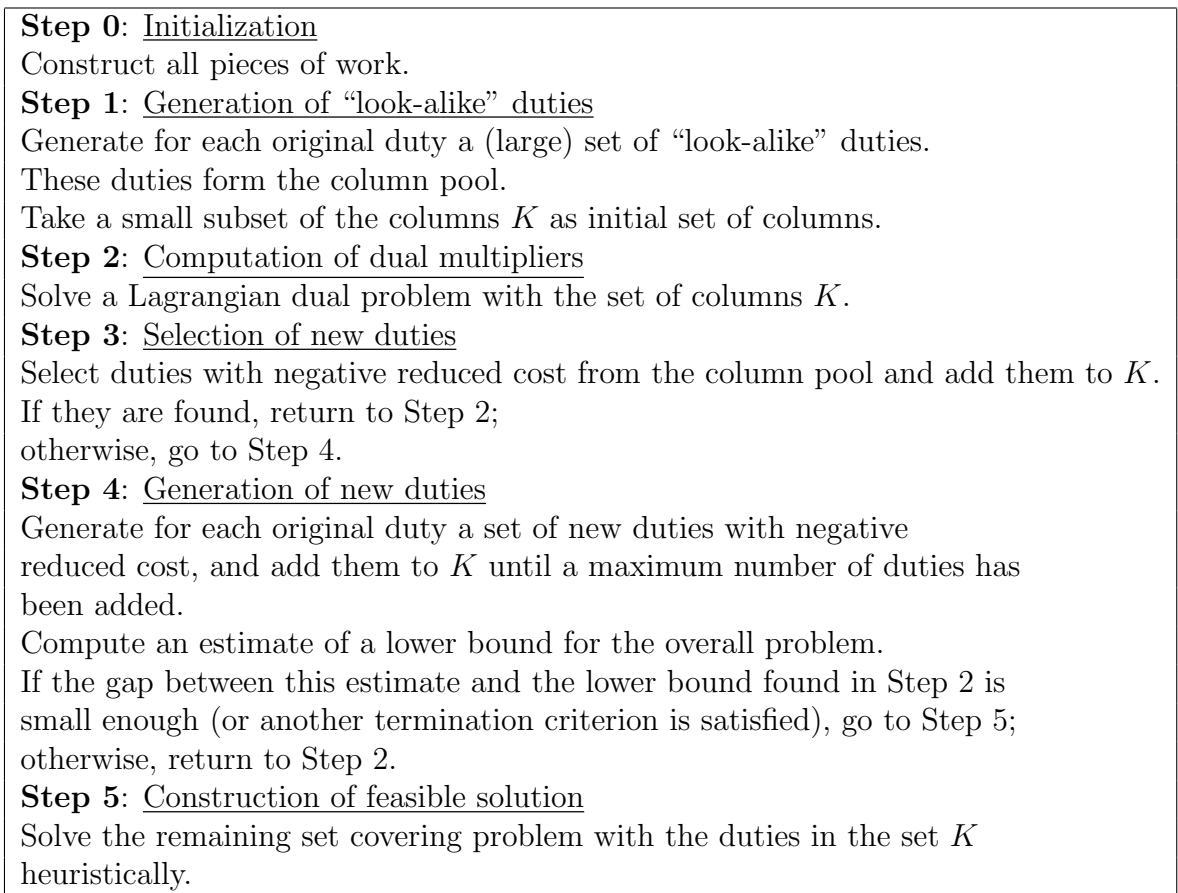 Step 0: Initialization
Construct all pieces of work.
Step 1: Generation of “look-alike” duties
Generate for each original duty a (large) set of “look-alike” duties.
These duties form the column pool.
Take a small subset of the columns K as initial set of columns.
Step 2: Computation of dual multipliers
Solve a Lagrangian dual problem with the set of columns K.
Step 3: Selection of new duties
Select duties with negative reduced cost from the column pool and add them to K.
If they are found, return to Step 2;
otherwise, go to Step 4.
Step 4: Generation of new duties
Generate for each original duty a set of new duties with negative
reduced cost, and add them to K until a maximum number of duties has
been added.
Compute an estimate of a lower bound for the overall problem.
If the gap between this estimate and the lower bound found in Step 2 is
small enough (or another termination criterion is satisfied), go to Step 5;
otherwise, return to Step 2.
Step 5: Construction of feasible solution
Solve the remaining set covering problem with the duties in the set K
heuristically.